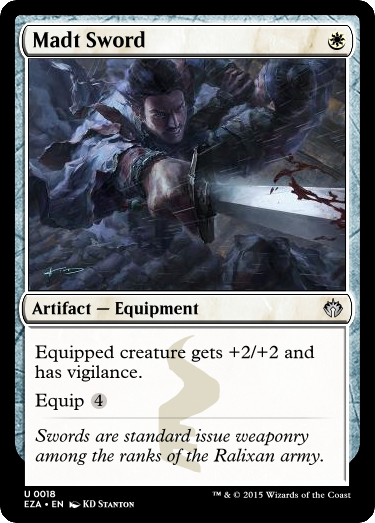 Madt Sword
Artifact — Equipment
Equipped creature gets +2/+2 and
has vigilance.
Equip 4
Swords are standard issue weaponry
among the ranks of the Ralixan army.
U 0018
EZA • EN KD STANTON
™ & © 2015 Wizards of the Coast